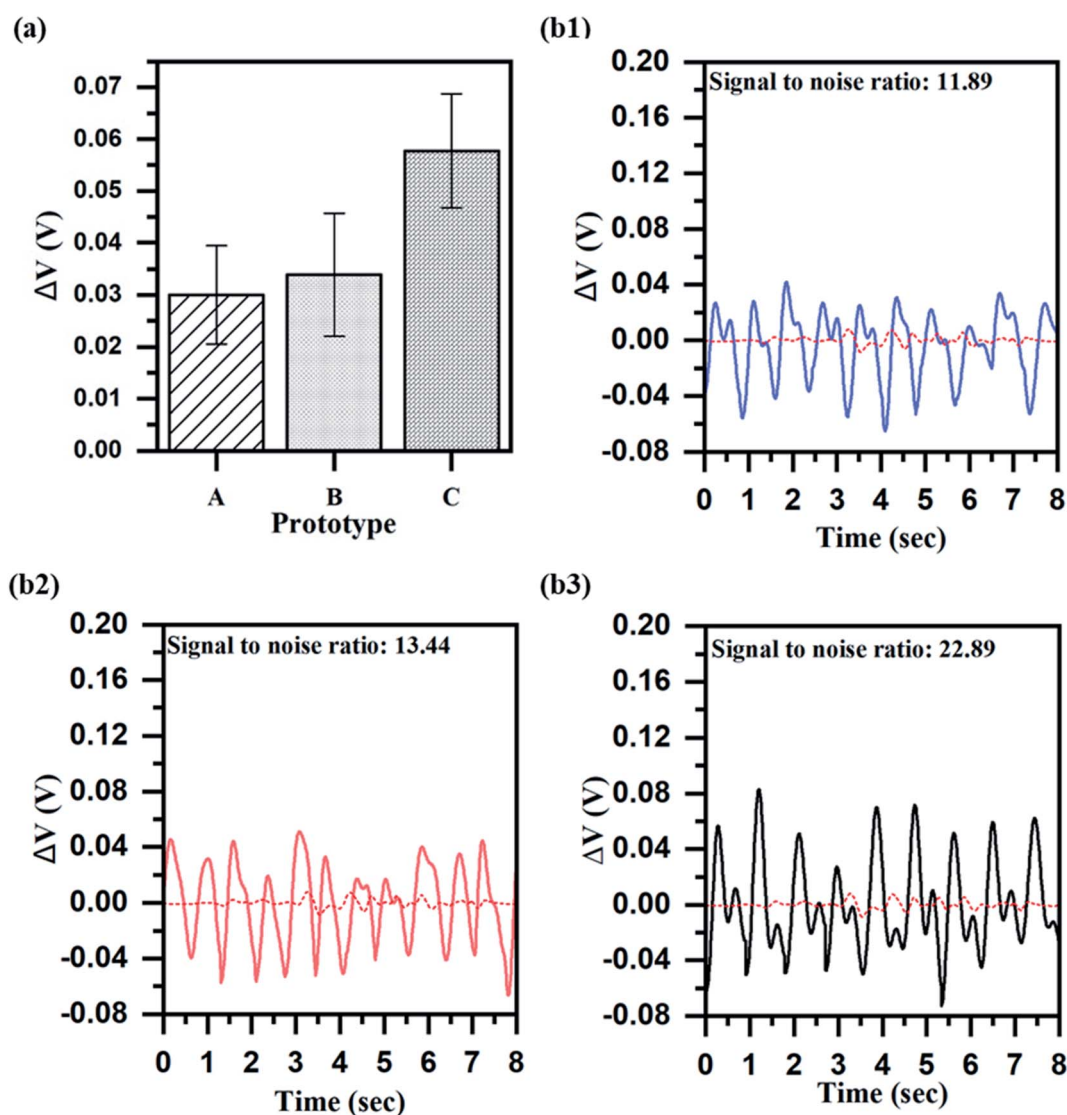 (a)
0.07
0.06
0.05
0.04
0.03
0.02
0.01
0.00
ΔV (V)
A B C
Prototype
(b1)
Signal to noise ratio: 11.89
0.20
0.16
0.12
0.08
0.04
0.00
-0.04
-0.08
ΔV (V)
0 1 2 3 4 5 6 7 8
Time (sec)
(b2)
Signal to noise ratio: 13.44
0.20
0.16
0.12
0.08
0.04
0.00
-0.04
-0.08
ΔV (V)
0 1 2 3 4 5 6 7 8
Time (sec)
(b3)
Signal to noise ratio: 22.89
0.20
0.16
0.12
0.08
0.04
0.00
-0.04
-0.08
ΔV (V)
0 1 2 3 4 5 6 7 8
Time (sec)